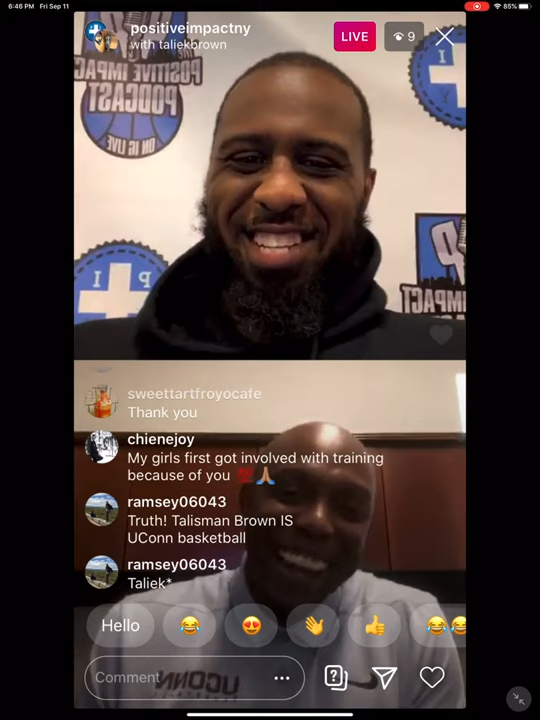 6:46 PM Fri Sep 11
85%
positiveimpactny
with taliekbrown
LIVE
9
POSITIVE IMPACT
PODCAST
ON IG LIVE
I P
IMPACT
sweettartfroyocafe
Thank you
chienejoy
My girls first got involved with training
because of you 💯🙏🏽
ramsey06043
Truth! Talisman Brown IS
UConn basketball
ramsey06043
Taliek*
Hello 😂 😍 👋 👍 😂😂
Comment
UCONN